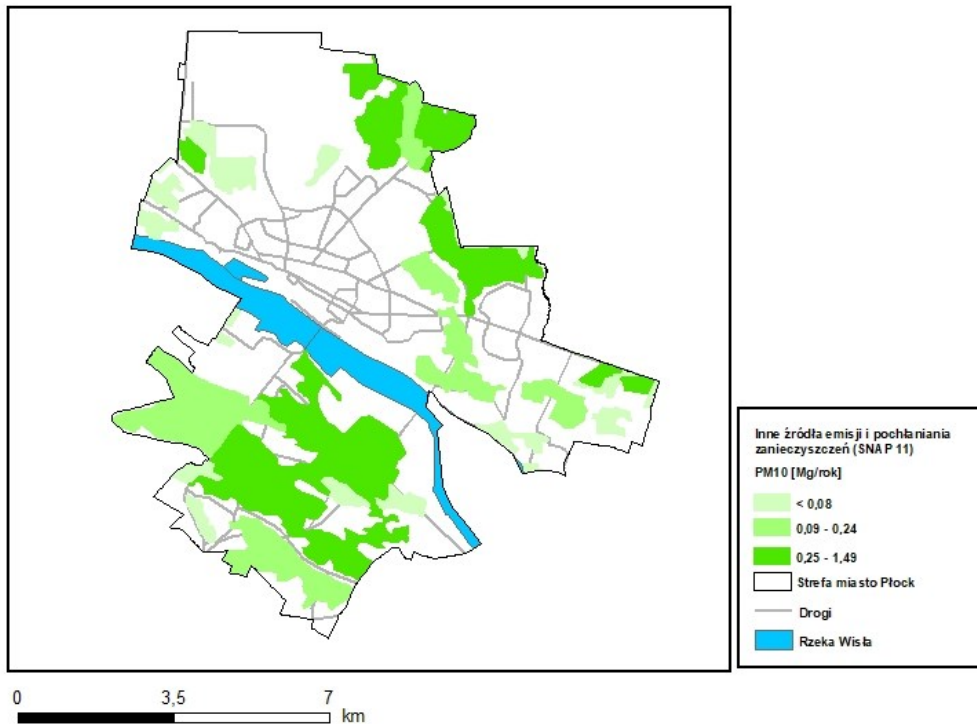 Inne źródła emisji i pochłaniania
zanieczyszczeń (SNAP 11)
PM10 [Mg/rok]
< 0,08
0,09 - 0,24
0,25 - 1,49
Strefa miasto Płock
Drogi
Rzeka Wisła
0 3,5 7
km